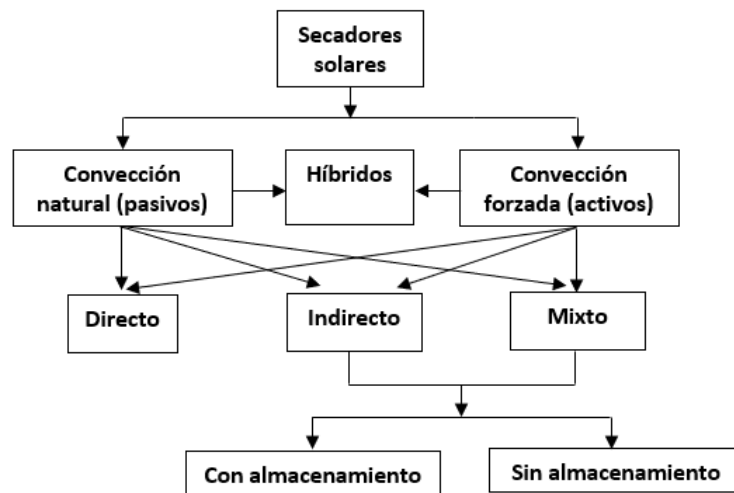 Secadores
solares
Convección
natural (pasivos)
Híbridos
Convección
forzada (activos)
Directo
Indirecto
Mixto
Con almacenamiento
Sin almacenamiento